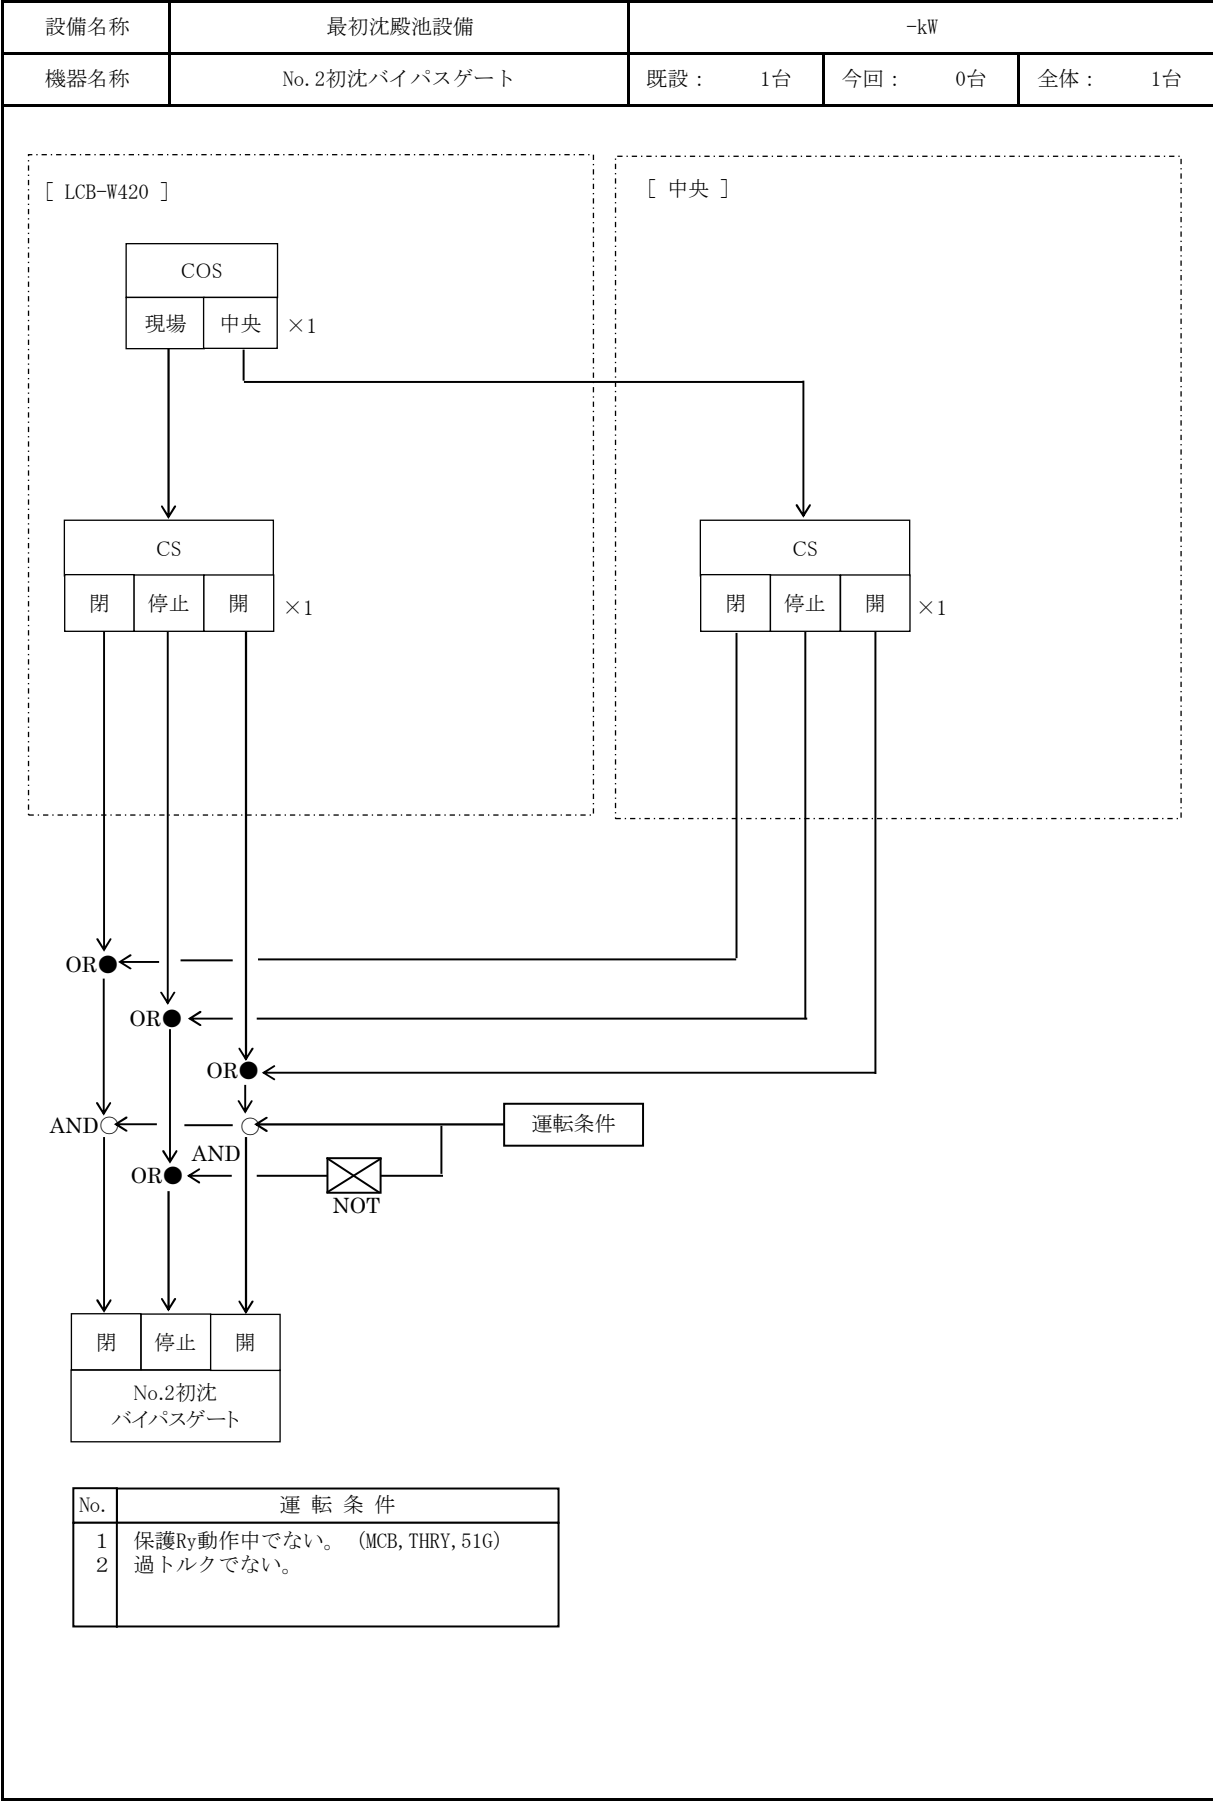 設備名称 最初沈殿池設備 -kW
機器名称 No.2初沈バイパスゲート 既設: 1台 今回: 0台 全体: 1台
[ LCB-W420 ]
[ 中央 ]
COS
現場 中央 ×1
CS
閉 停止 開 ×1
CS
閉 停止 開 ×1
OR
OR
OR
AND
運転条件
AND
OR
NOT
閉 停止 開
No.2初沈
バイパスゲート
No. 運転条件
1 保護Ry動作中でない。 (MCB,THRY,51G)
2 過トルクでない。